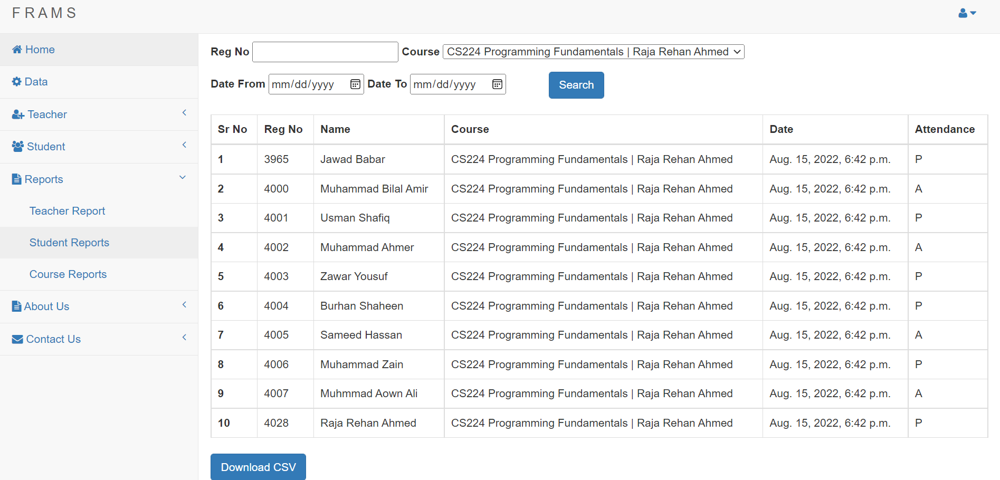 F R A M S
Home
Data
Teacher
Student
Reports
Teacher Report
Student Reports
Course Reports
About Us
Contact Us
Reg No Course CS224 Programming Fundamentals | Raja Rehan Ahmed
Date From mm/dd/yyyy Date To mm/dd/yyyy Search
Sr No Reg No Name Course Date Attendance
1 3965 Jawad Babar CS224 Programming Fundamentals | Raja Rehan Ahmed Aug. 15, 2022, 6:42 p.m. P
2 4000 Muhammad Bilal Amir CS224 Programming Fundamentals | Raja Rehan Ahmed Aug. 15, 2022, 6:42 p.m. A
3 4001 Usman Shafiq CS224 Programming Fundamentals | Raja Rehan Ahmed Aug. 15, 2022, 6:42 p.m. P
4 4002 Muhammad Ahmer CS224 Programming Fundamentals | Raja Rehan Ahmed Aug. 15, 2022, 6:42 p.m. A
5 4003 Zawar Yousuf CS224 Programming Fundamentals | Raja Rehan Ahmed Aug. 15, 2022, 6:42 p.m. P
6 4004 Burhan Shaheen CS224 Programming Fundamentals | Raja Rehan Ahmed Aug. 15, 2022, 6:42 p.m. P
7 4005 Sameed Hassan CS224 Programming Fundamentals | Raja Rehan Ahmed Aug. 15, 2022, 6:42 p.m. A
8 4006 Muhammad Zain CS224 Programming Fundamentals | Raja Rehan Ahmed Aug. 15, 2022, 6:42 p.m. P
9 4007 Muhmmad Aown Ali CS224 Programming Fundamentals | Raja Rehan Ahmed Aug. 15, 2022, 6:42 p.m. A
10 4028 Raja Rehan Ahmed CS224 Programming Fundamentals | Raja Rehan Ahmed Aug. 15, 2022, 6:42 p.m. P
Download CSV